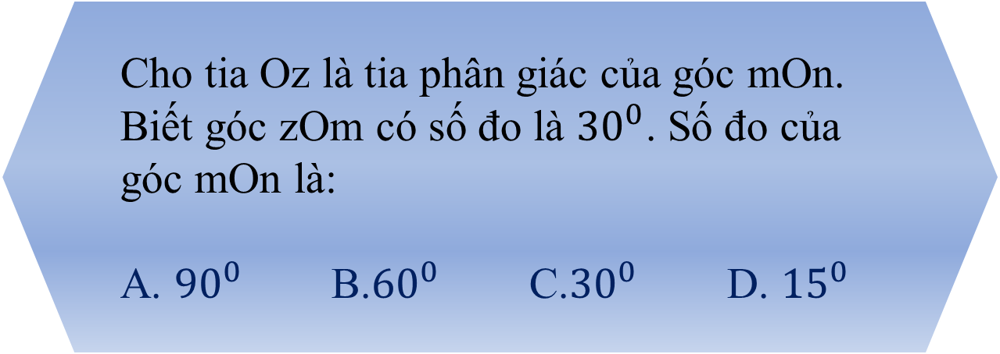 Cho tia Oz là tia phân giác của góc mOn.
Biết góc zOm có số đo là 30⁰. Số đo của
góc mOn là:
A. 90⁰ B.60⁰ C.30⁰ D. 15⁰